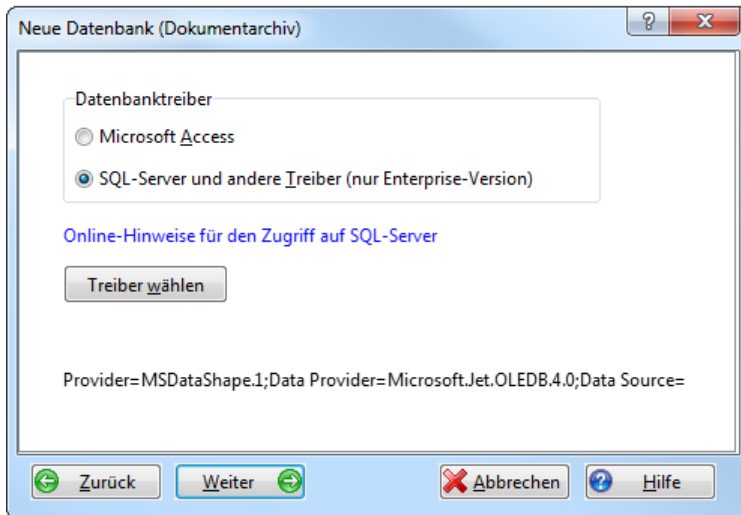 Neue Datenbank (Dokumentarchiv)
Datenbanktreiber
Microsoft Access
SQL-Server und andere Treiber (nur Enterprise-Version)
Online-Hinweise für den Zugriff auf SQL-Server
Treiber wählen
Provider=MSDataShape.1;Data Provider=Microsoft.Jet.OLEDB.4.0;Data Source=
Zurück Weiter Abbrechen Hilfe